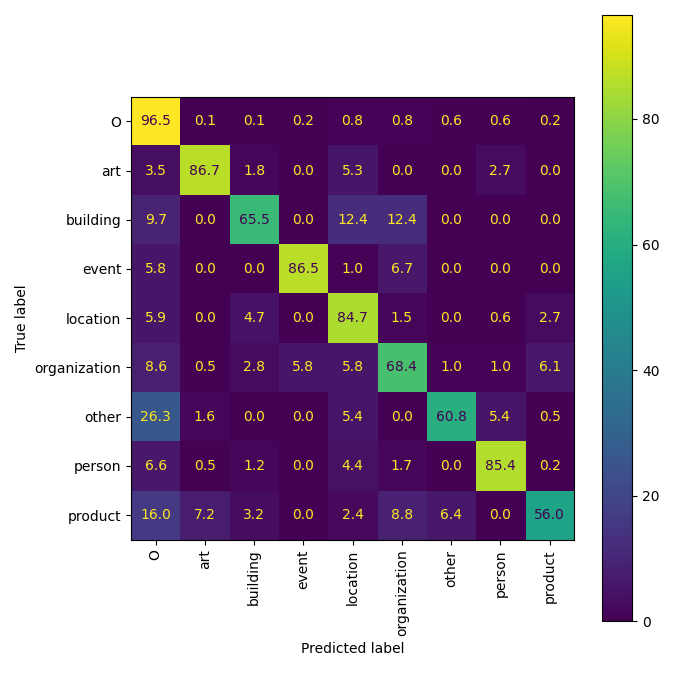 O 96.5 0.1 0.1 0.2 0.8 0.8 0.6 0.6 0.2
art 3.5 86.7 1.8 0.0 5.3 0.0 0.0 2.7 0.0
building 9.7 0.0 65.5 0.0 12.4 12.4 0.0 0.0 0.0
event 5.8 0.0 0.0 86.5 1.0 6.7 0.0 0.0 0.0
location 5.9 0.0 4.7 0.0 84.7 1.5 0.0 0.6 2.7
organization 8.6 0.5 2.8 5.8 5.8 68.4 1.0 1.0 6.1
other 26.3 1.6 0.0 0.0 5.4 0.0 60.8 5.4 0.5
person 6.6 0.5 1.2 0.0 4.4 1.7 0.0 85.4 0.2
product 16.0 7.2 3.2 0.0 2.4 8.8 6.4 0.0 56.0
O art building event location organization other person product
Predicted label
True label
80
60
40
20
0